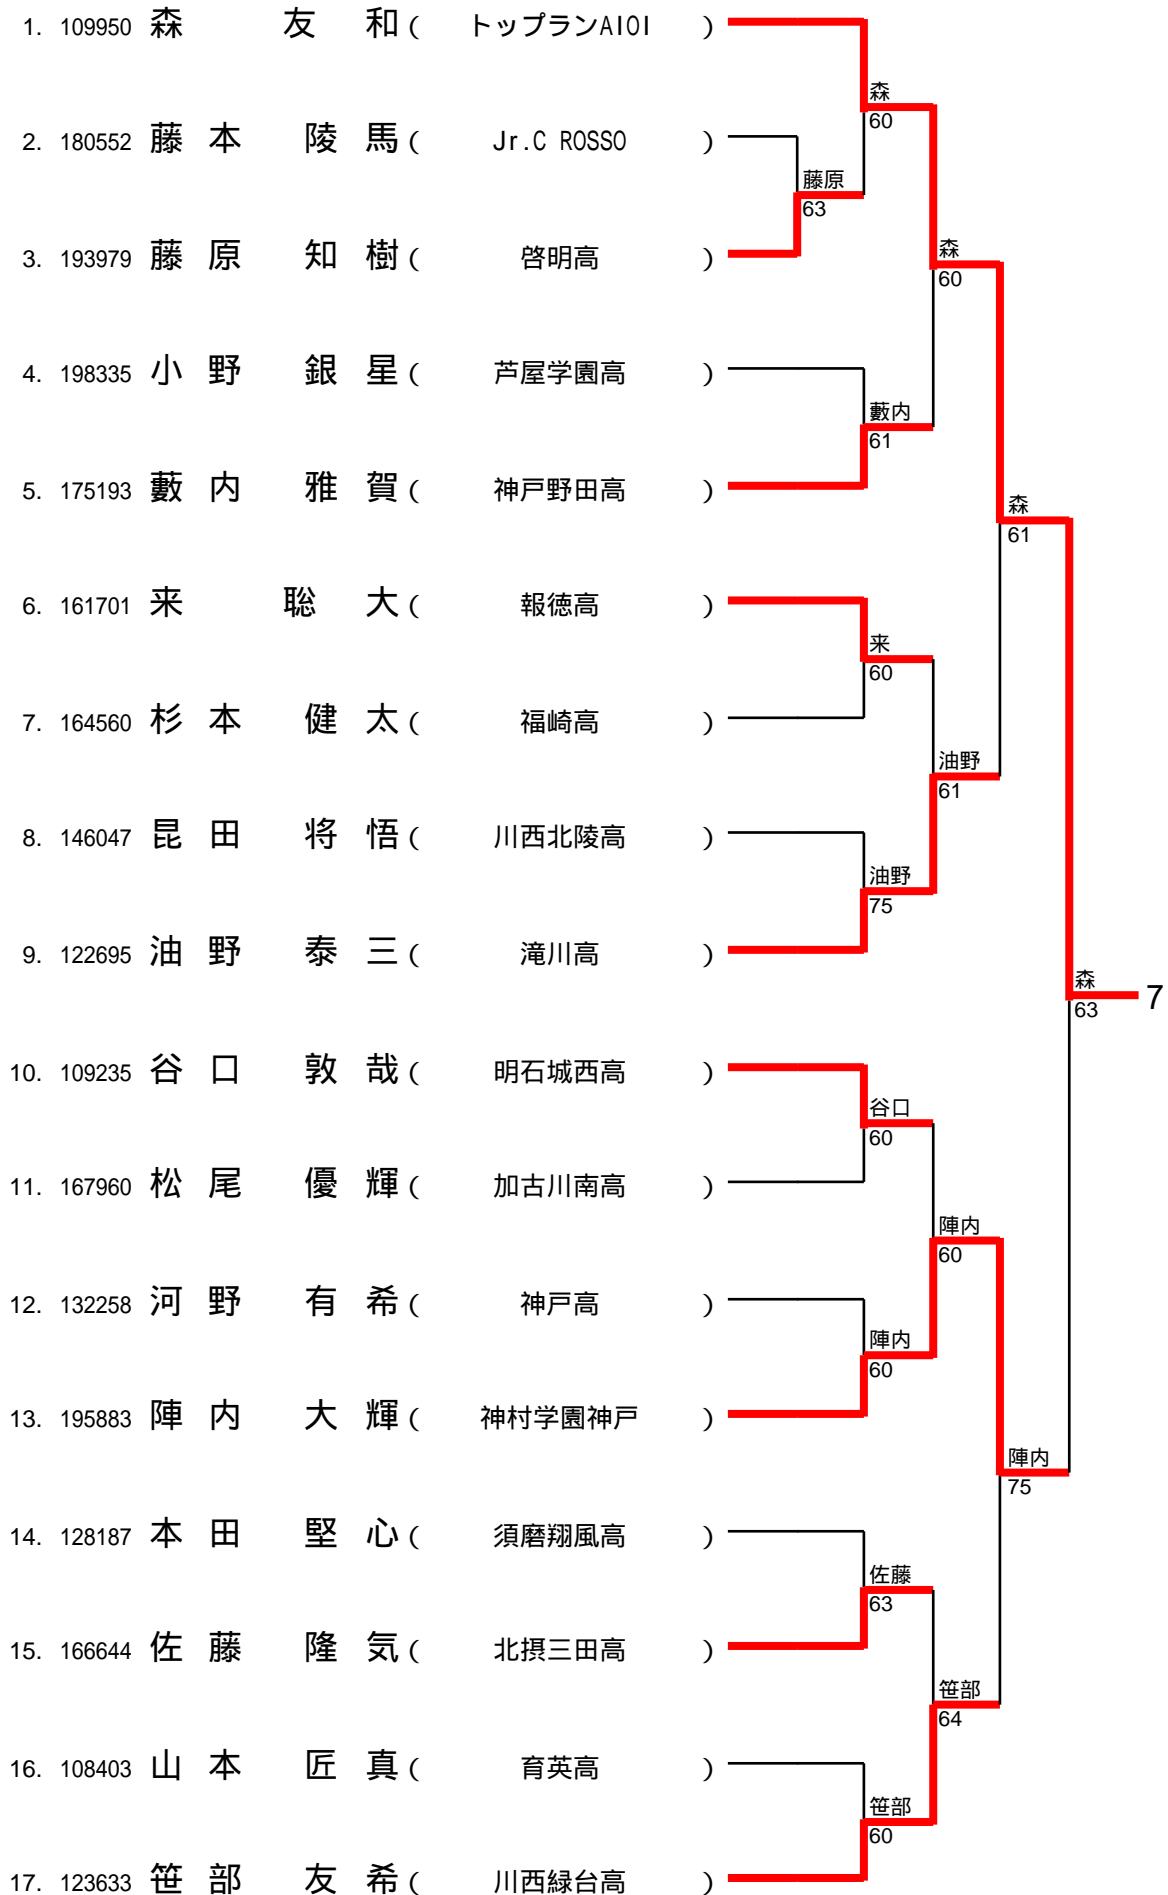 1. 109950 森 友 和 ( トップランAIOI )
森
60
2. 180552 藤 本 陵 馬 ( Jr.C ROSSO )
藤原
63
3. 193979 藤 原 知 樹 ( 啓明高 )
森
60
4. 198335 小 野 銀 星 ( 芦屋学園高 )
藪内
61
5. 175193 藪 内 雅 賀 ( 神戸野田高 )
森
61
6. 161701 来 聡 大 ( 報徳高 )
来
60
7. 164560 杉 本 健 太 ( 福崎高 )
油野
61
8. 146047 昆 田 将 悟 ( 川西北陵高 )
油野
75
9. 122695 油 野 泰 三 ( 滝川高 )
森
63
7
10. 109235 谷 口 敦 哉 ( 明石城西高 )
谷口
60
11. 167960 松 尾 優 輝 ( 加古川南高 )
陣内
60
12. 132258 河 野 有 希 ( 神戸高 )
陣内
60
13. 195883 陣 内 大 輝 ( 神村学園神戸 )
陣内
75
14. 128187 本 田 堅 心 ( 須磨翔風高 )
佐藤
63
15. 166644 佐 藤 隆 気 ( 北摂三田高 )
笹部
64
16. 108403 山 本 匠 真 ( 育英高 )
笹部
60
17. 123633 笹 部 友 希 ( 川西緑台高 )